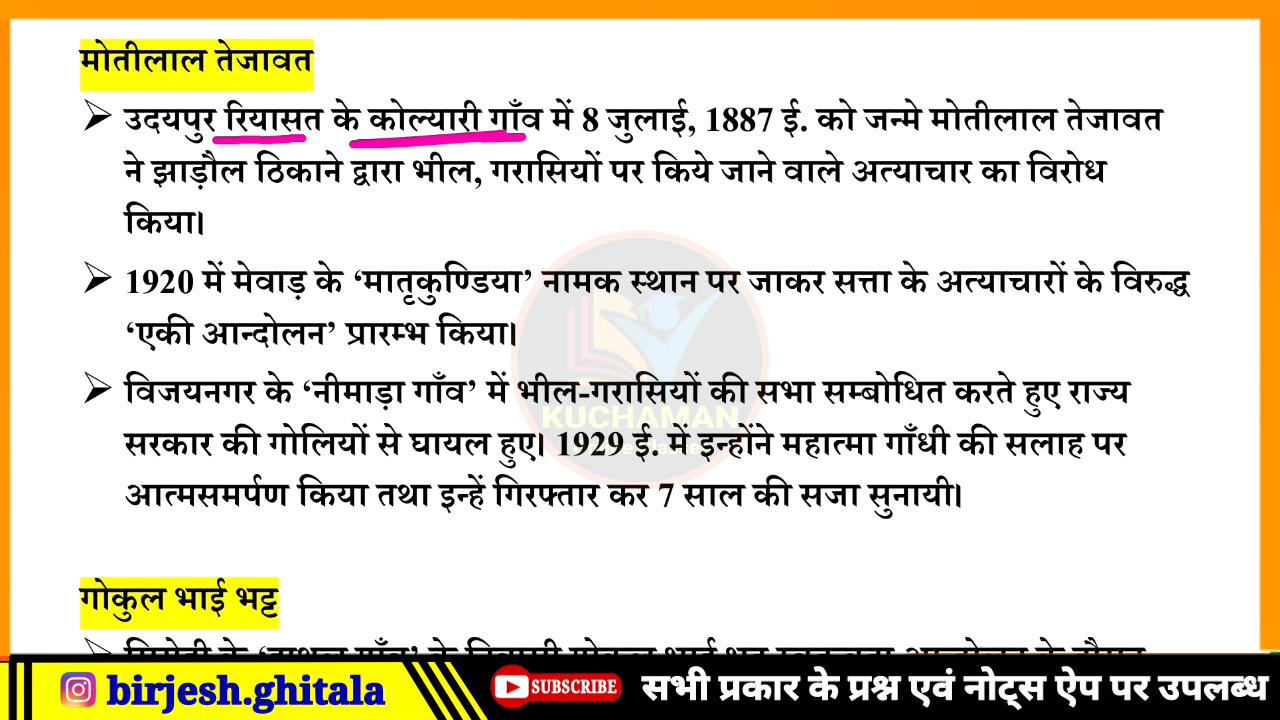 मोतीलाल तेजावत
➢ उदयपुर रियासत के कोल्यारी गाँव में 8 जुलाई, 1887 ई. को जन्मे मोतीलाल तेजावत
ने झाड़ौल ठिकाने द्वारा भील, गरासियों पर किये जाने वाले अत्याचार का विरोध
किया।
➢ 1920 में मेवाड़ के ‘मातृकुण्डिया’ नामक स्थान पर जाकर सत्ता के अत्याचारों के विरुद्ध
‘एकी आन्दोलन’ प्रारम्भ किया।
➢ विजयनगर के ‘नीमाड़ा गाँव’ में भील-गरासियों की सभा सम्बोधित करते हुए राज्य
सरकार की गोलियों से घायल हुए। 1929 ई. में इन्होंने महात्मा गाँधी की सलाह पर
आत्मसमर्पण किया तथा इन्हें गिरफ्तार कर 7 साल की सजा सुनायी।
KUCHAMAN
गोकुल भाई भट्ट
birjesh.ghitala
SUBSCRIBE
सभी प्रकार के प्रश्न एवं नोट्स ऐप पर उपलब्ध